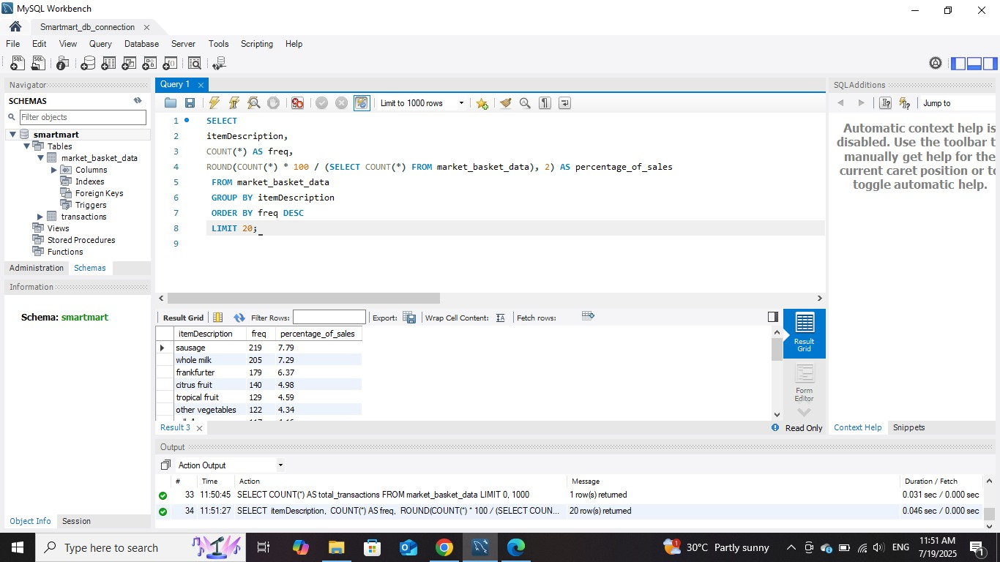 MySQL Workbench
Smartmart_db_connection
File Edit View Query Database Server Tools Scripting Help
Navigator
SCHEMAS
Filter objects
smartmart
Tables
market_basket_data
Columns
Indexes
Foreign Keys
Triggers
transactions
Views
Stored Procedures
Functions
Administration Schemas
Information
Schema: smartmart
Object Info Session
Query 1
Limit to 1000 rows
1 SELECT
2 itemDescription,
3 COUNT(*) AS freq,
4 ROUND(COUNT(*) * 100 / (SELECT COUNT(*) FROM market_basket_data), 2) AS percentage_of_sales
5 FROM market_basket_data
6 GROUP BY itemDescription
7 ORDER BY freq DESC
8 LIMIT 20;
9
Result Grid Filter Rows: Export: Wrap Cell Content: Fetch rows:
itemDescription freq percentage_of_sales
sausage 219 7.79
whole milk 205 7.29
frankfurter 179 6.37
citrus fruit 140 4.98
tropical fruit 129 4.59
other vegetables 122 4.34
Result 3
Result
Grid
Form
Editor
Read Only
SQLAdditions
Jump to
Automatic context help is
disabled. Use the toolbar t
manually get help for the
current caret position or to
toggle automatic help.
Context Help Snippets
Output
Action Output
# Time Action Message Duration / Fetch
33 11:50:45 SELECT COUNT(*) AS total_transactions FROM market_basket_data LIMIT 0, 1000 1 row(s) returned 0.031 sec / 0.000 sec
34 11:51:27 SELECT itemDescription, COUNT(*) AS freq, ROUND(COUNT(*) * 100 / (SELECT COUN... 20 row(s) returned 0.046 sec / 0.000 sec
Type here to search
30°C Partly sunny
ENG
11:51 AM
7/19/2025